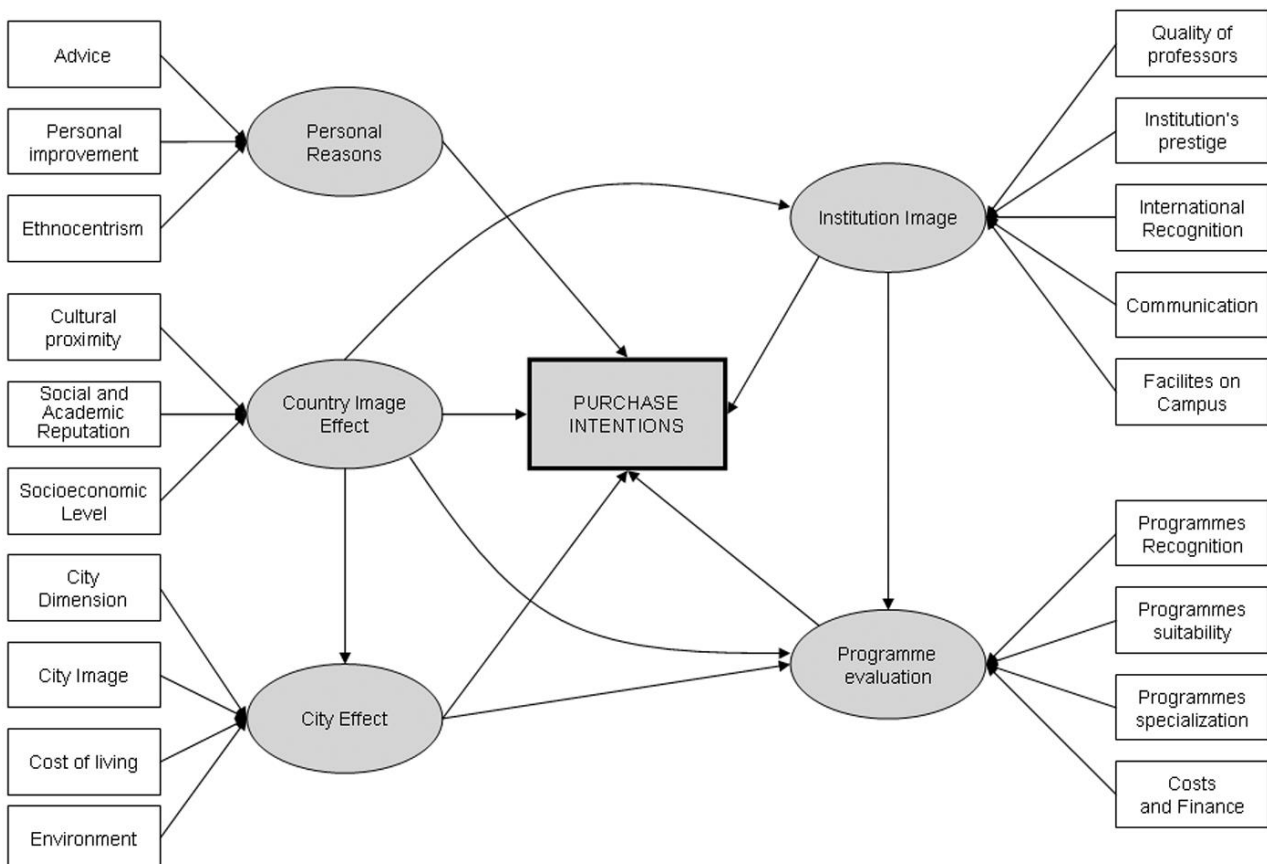 Advice
Personal
improvement
Ethnocentrism
Cultural
proximity
Social and
Academic
Reputation
Socioeconomic
Level
City
Dimension
City Image
Cost of living
Environment
Personal
Reasons
Country Image
Effect
City Effect
PURCHASE
INTENTIONS
Institution Image
Programme
evaluation
Quality of
professors
Institution's
prestige
International
Recognition
Communication
Facilites on
Campus
Programmes
Recognition
Programmes
suitability
Programmes
specialization
Costs
and Finance